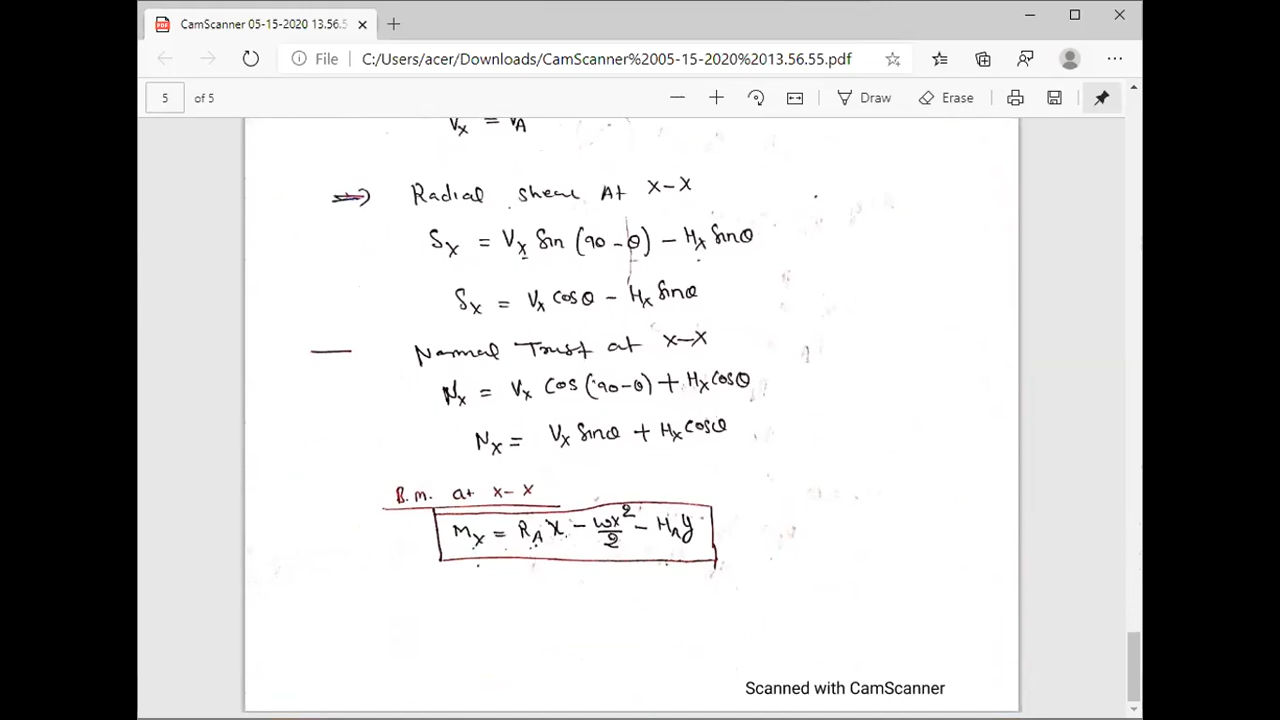 CamScanner 05-15-2020 13.56.5
File C:/Users/acer/Downloads/CamScanner%2005-15-2020%2013.56.55.pdf
5 of 5 Draw Erase
Vx = VA
⇒ Radial shear At X-X
Sx = Vx Sin (90 - θ) - Hx Sinθ
Sx = Vx cosθ - Hx Sinθ
— Normal Trust at X-X
Nx = Vx Cos (90-θ) + Hx cosθ
Nx = Vx Sinθ + Hx cosθ
B.m. at X-X
Mx = RA X - wx²/2 - HA y
Scanned with CamScanner